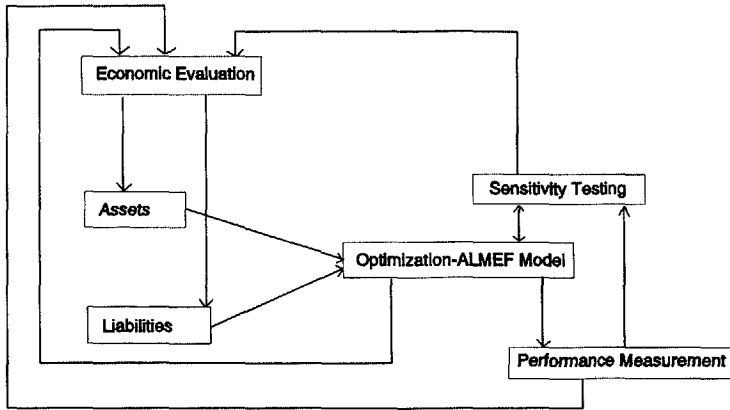 Economic Evaluation
Assets
Sensitivity Testing
Optimization-ALMEF Model
Liabilities
Performance Measurement